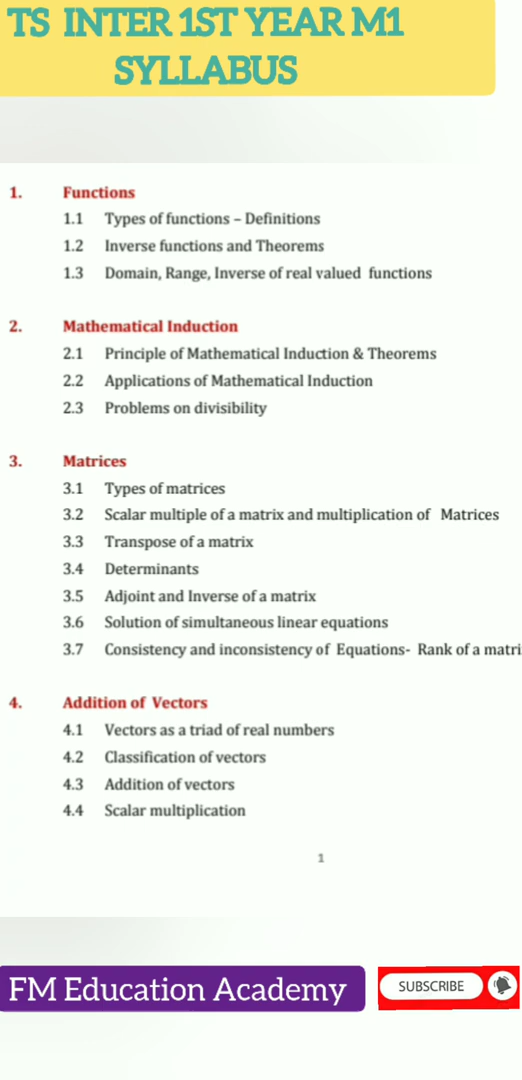 TS INTER 1ST YEAR M1
SYLLABUS
1. Functions
1.1 Types of functions – Definitions
1.2 Inverse functions and Theorems
1.3 Domain, Range, Inverse of real valued functions
2. Mathematical Induction
2.1 Principle of Mathematical Induction & Theorems
2.2 Applications of Mathematical Induction
2.3 Problems on divisibility
3. Matrices
3.1 Types of matrices
3.2 Scalar multiple of a matrix and multiplication of Matrices
3.3 Transpose of a matrix
3.4 Determinants
3.5 Adjoint and Inverse of a matrix
3.6 Solution of simultaneous linear equations
3.7 Consistency and inconsistency of Equations- Rank of a matri
4. Addition of Vectors
4.1 Vectors as a triad of real numbers
4.2 Classification of vectors
4.3 Addition of vectors
4.4 Scalar multiplication
1
FM Education Academy
SUBSCRIBE